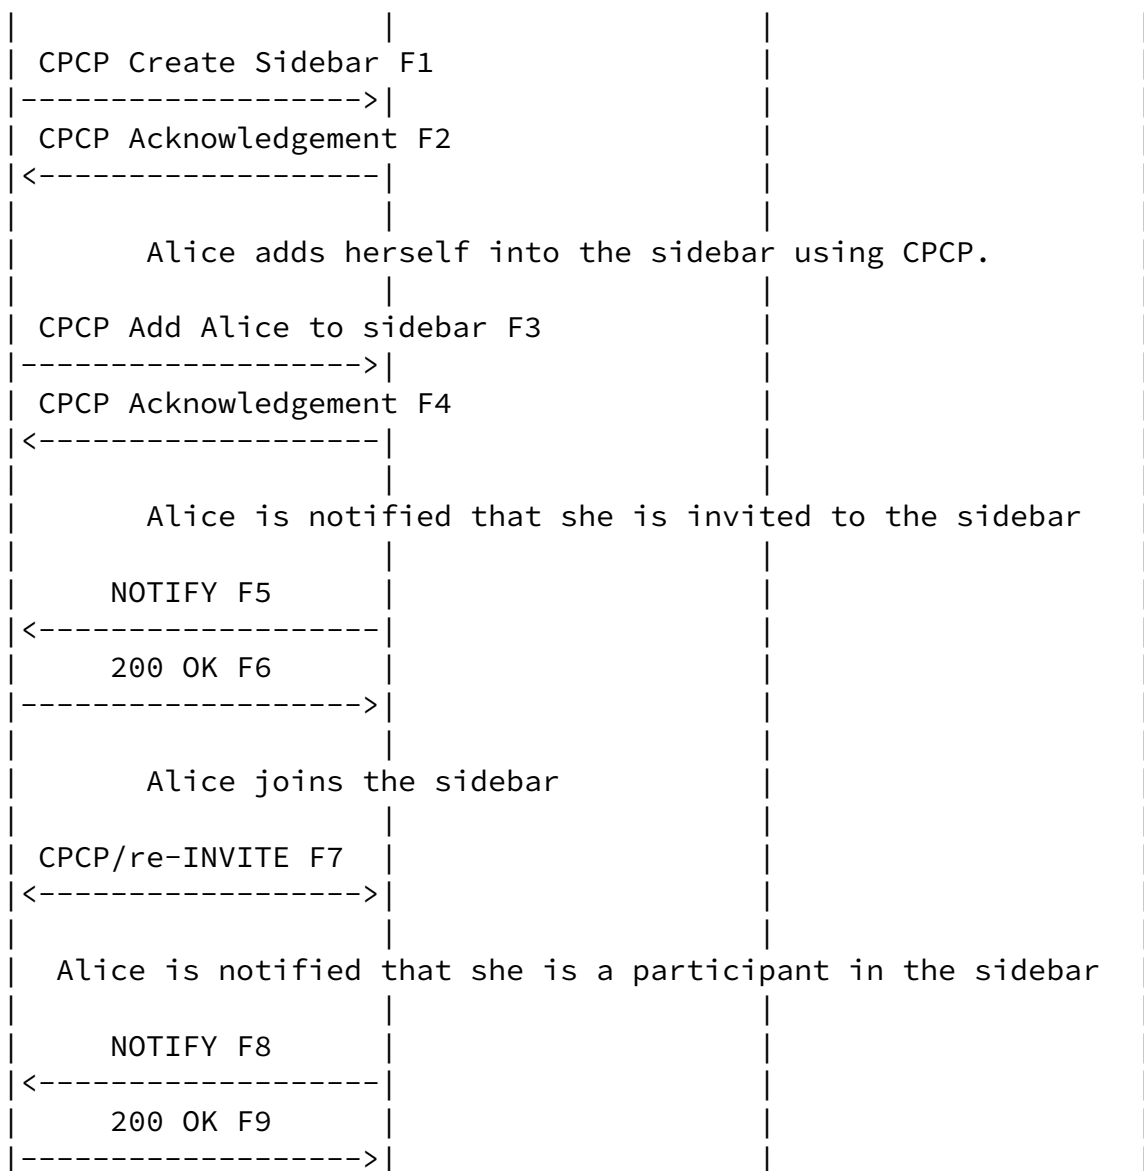 CPCP Create Sidebar F1
------------------->
CPCP Acknowledgement F2
<-------------------
Alice adds herself into the sidebar using CPCP.
CPCP Add Alice to sidebar F3
------------------->
CPCP Acknowledgement F4
<-------------------
Alice is notified that she is invited to the sidebar
NOTIFY F5
<-------------------
200 OK F6
------------------->
Alice joins the sidebar
CPCP/re-INVITE F7
<------------------>
Alice is notified that she is a participant in the sidebar
NOTIFY F8
<-------------------
200 OK F9
------------------->